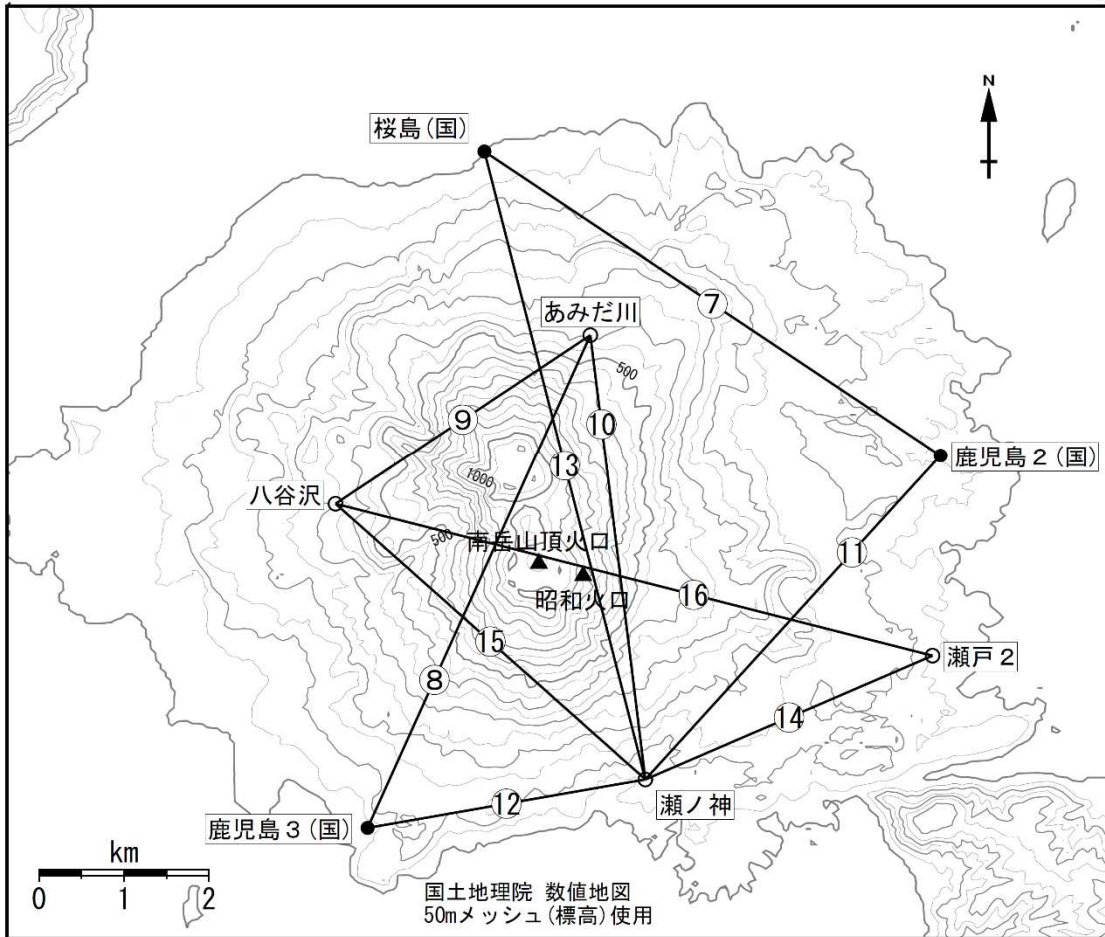 桜島(国)
N
あみだ川
⑦
500
⑨
⑩
⑬
鹿児島2(国)
八谷沢
1000
500
南岳山頂火口
⑪
昭和火口
⑯
⑮
瀬戸2
⑧
⑭
⑫
瀬ノ神
鹿児島3(国)
km
0 1 2
国土地理院 数値地図
50mメッシュ(標高)使用